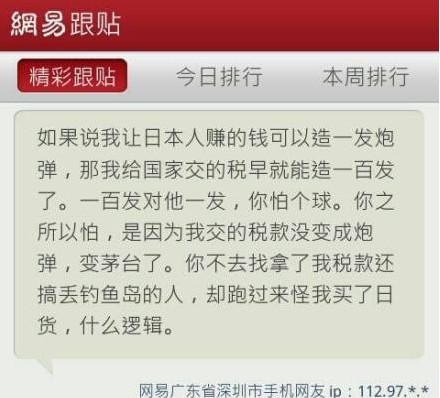 網易跟贴
精彩跟贴 今日排行 本周排行
如果说我让日本人赚的钱可以造一发炮
弹，那我给国家交的税早就能造一百发
了。一百发对他一发，你怕个球。你之
所以怕，是因为我交的税款没变成炮
弹，变茅台了。你不去找拿了我税款还
搞丢钓鱼岛的人，却跑过来怪我买了日
货，什么逻辑。
网易广东省深圳市手机网友 ip：112.97.*.*